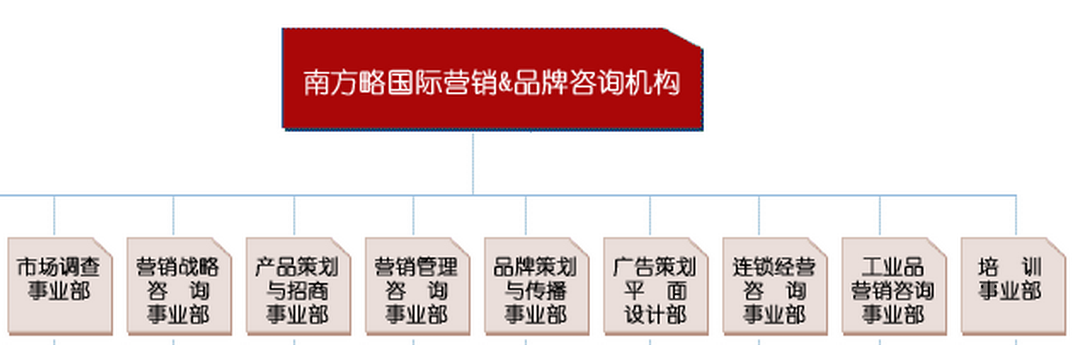 南方略国际营销&品牌咨询机构
市场调查
事业部
营销战略
咨 询
事业部
产品策划
与招商
事业部
营销管理
咨 询
事业部
品牌策划
与传播
事业部
广告策划
平 面
设计部
连锁经营
咨 询
事业部
工业品
营销咨询
事业部
培 训
事业部